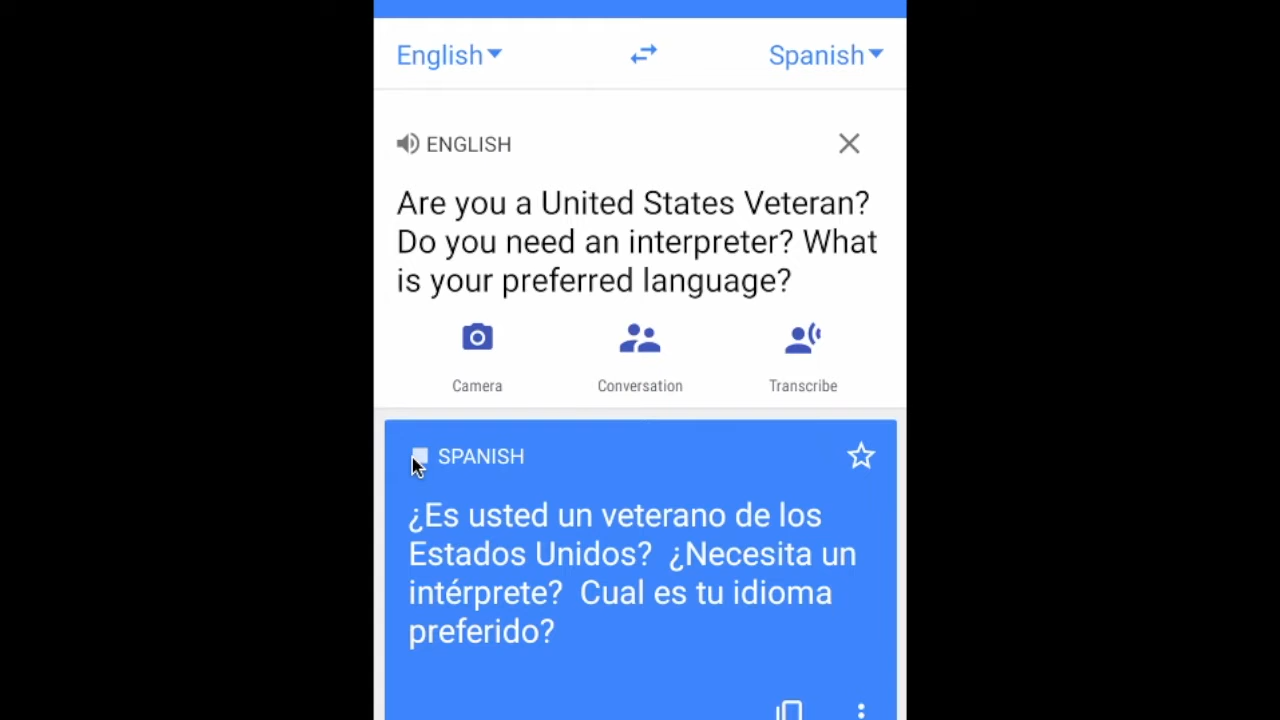 English
Spanish
ENGLISH
Are you a United States Veteran?
Do you need an interpreter? What
is your preferred language?
Camera
Conversation
Transcribe
SPANISH
¿Es usted un veterano de los
Estados Unidos? ¿Necesita un
intérprete? Cual es tu idioma
preferido?